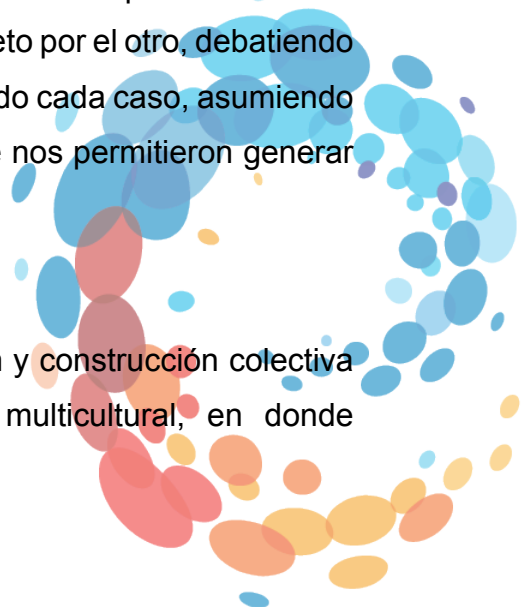 eto por el otro, debatiendo
do cada caso, asumiendo
nos permitieron generar
y construcción colectiva
multicultural, en donde